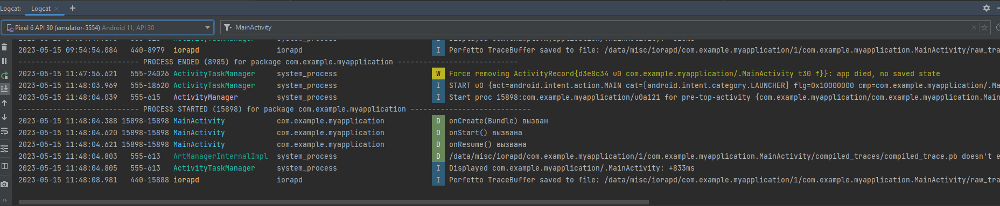 Logcat: Logcat
Pixel 6 API 30 (emulator-5554) Android 11, API 30 MainActivity
ActivityTaskManager system_process I Displayed com.example.myapplication/.MainActivity:
2023-05-15 09:54:54.084 440-8979 iorapd iorapd I Perfetto TraceBuffer saved to file: /data/misc/iorapd/com.example.myapplication/1/com.example.myapplication.MainActivity/raw_tra
---------------------------- PROCESS ENDED (8985) for package com.example.myapplication ----------------------------
2023-05-15 11:47:56.621 555-24026 ActivityTaskManager system_process W Force removing ActivityRecord{d3e8c34 u0 com.example.myapplication/.MainActivity t30 f}}: app died, no saved state
2023-05-15 11:48:03.969 555-18620 ActivityTaskManager system_process I START u0 {act=android.intent.action.MAIN cat=[android.intent.category.LAUNCHER] flg=0x10000000 cmp=com.example.myapplication/.Ma
2023-05-15 11:48:04.039 555-615 ActivityManager system_process I Start proc 15898:com.example.myapplication/u0a121 for pre-top-activity {com.example.myapplication/com.example.myapplication.Main
---------------------------- PROCESS STARTED (15898) for package com.example.myapplication ----------------------------
2023-05-15 11:48:04.388 15898-15898 MainActivity com.example.myapplication D onCreate(Bundle) вызван
2023-05-15 11:48:04.620 15898-15898 MainActivity com.example.myapplication D onStart() вызвана
2023-05-15 11:48:04.621 15898-15898 MainActivity com.example.myapplication D onResume() вызвана
2023-05-15 11:48:04.803 555-613 ArtManagerInternalImpl system_process D /data/misc/iorapd/com.example.myapplication/1/com.example.myapplication.MainActivity/compiled_traces/compiled_trace.pb doesn't e
2023-05-15 11:48:04.805 555-613 ActivityTaskManager system_process I Displayed com.example.myapplication/.MainActivity: +833ms
2023-05-15 11:48:08.981 440-15888 iorapd iorapd I Perfetto TraceBuffer saved to file: /data/misc/iorapd/com.example.myapplication/1/com.example.myapplication.MainActivity/raw_tra